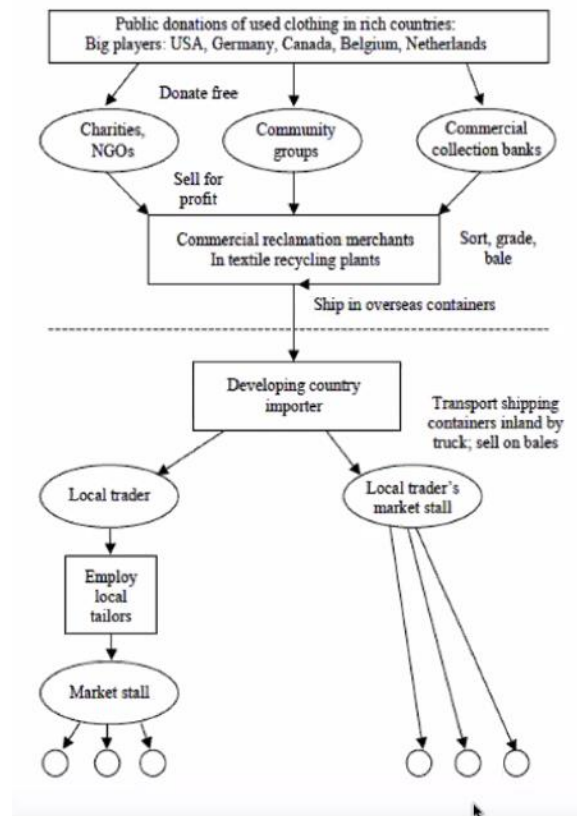 Public donations of used clothing in rich countries:
Big players: USA, Germany, Canada, Belgium, Netherlands
Donate free
Charities,
NGOs
Community
groups
Commercial
collection banks
Sell for
profit
Commercial reclamation merchants
In textile recycling plants
Sort, grade,
bale
Ship in overseas containers
Developing country
importer
Transport shipping
containers inland by
truck; sell on bales
Local trader
Local trader's
market stall
Employ
local
tailors
Market stall